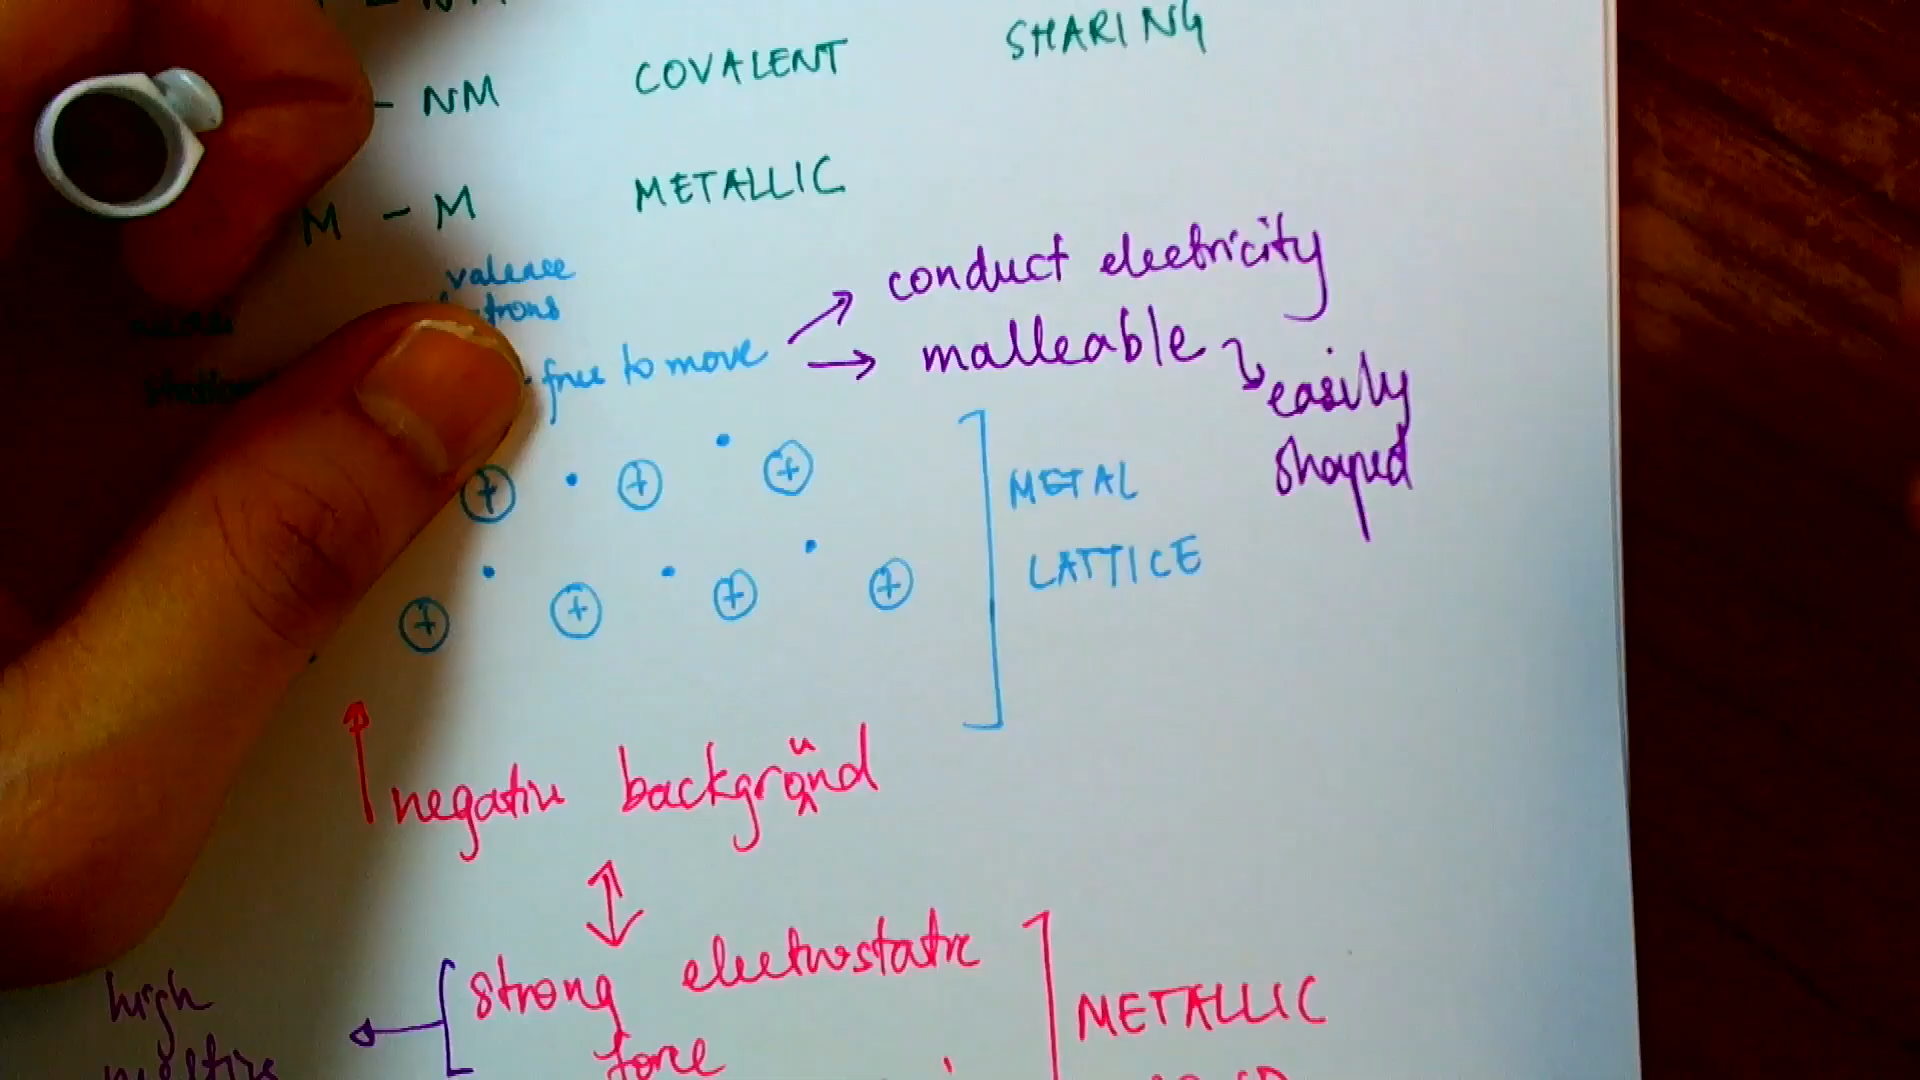 - NM COVALENT SHARING
M - M METALLIC
valence
free to move
conduct electricity
malleable
easily
shaped
METAL
LATTICE
negative background
strong electrostatic
force
METALLIC
high